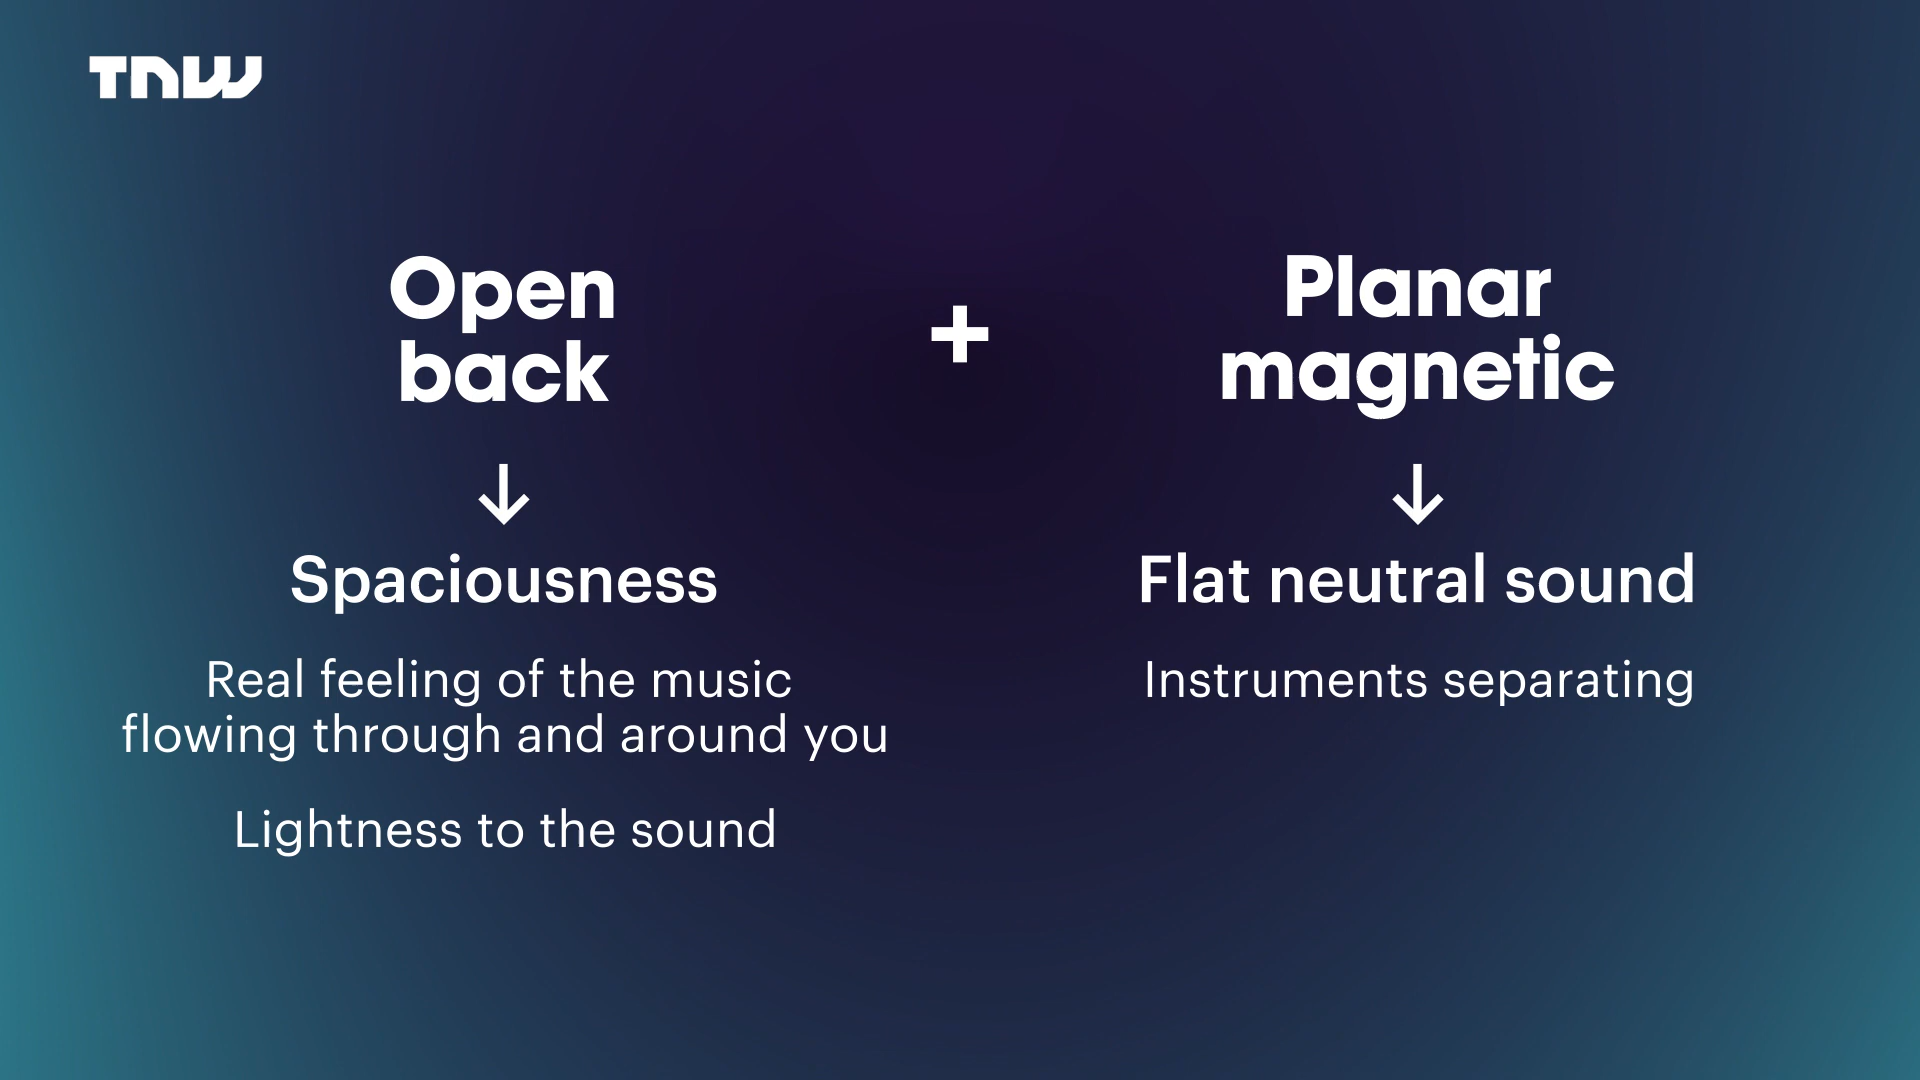 TNW
Open
back
+
Planar
magnetic
↓
↓
Spaciousness
Flat neutral sound
Real feeling of the music
flowing through and around you
Instruments separating
Lightness to the sound